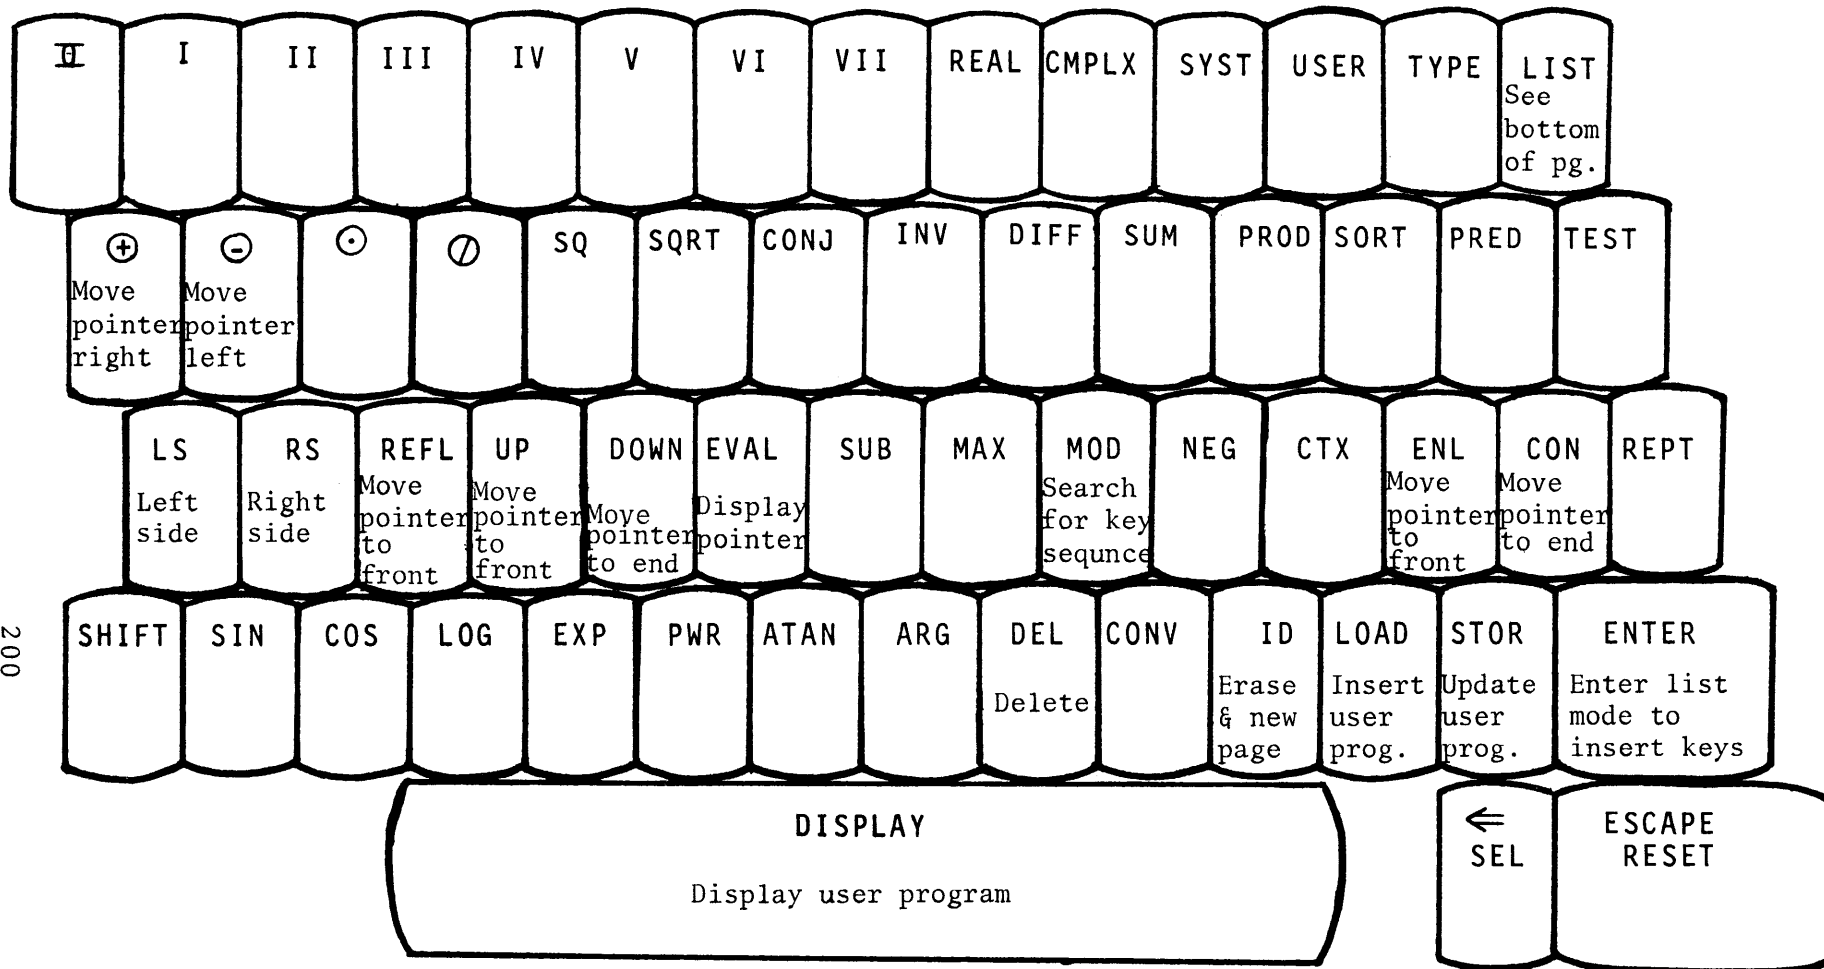 I II III IV V VI VII REAL CMPLX SYST USER TYPE LIST
See
bottom
of pg.
⊕ ⊖ ⊙ ⊘ SQ SQRT CONJ INV DIFF SUM PROD SORT PRED TEST
Move Move
pointer pointer
right left
LS RS REFL UP DOWN EVAL SUB MAX MOD NEG CTX ENL CON REPT
Left
side
Right
side
Move
pointer
to
front
Move
pointer
to
front
Move
pointer
to end
Display
pointer
Search
for key
sequnce
Move
pointer
to
front
Move
pointer
to end
SHIFT SIN COS LOG EXP PWR ATAN ARG DEL CONV ID LOAD STOR ENTER
Delete
Erase
& new
page
Insert
user
prog.
Update
user
prog.
Enter list
mode to
insert keys
DISPLAY
Display user program
⇐
SEL
ESCAPE
RESET
200